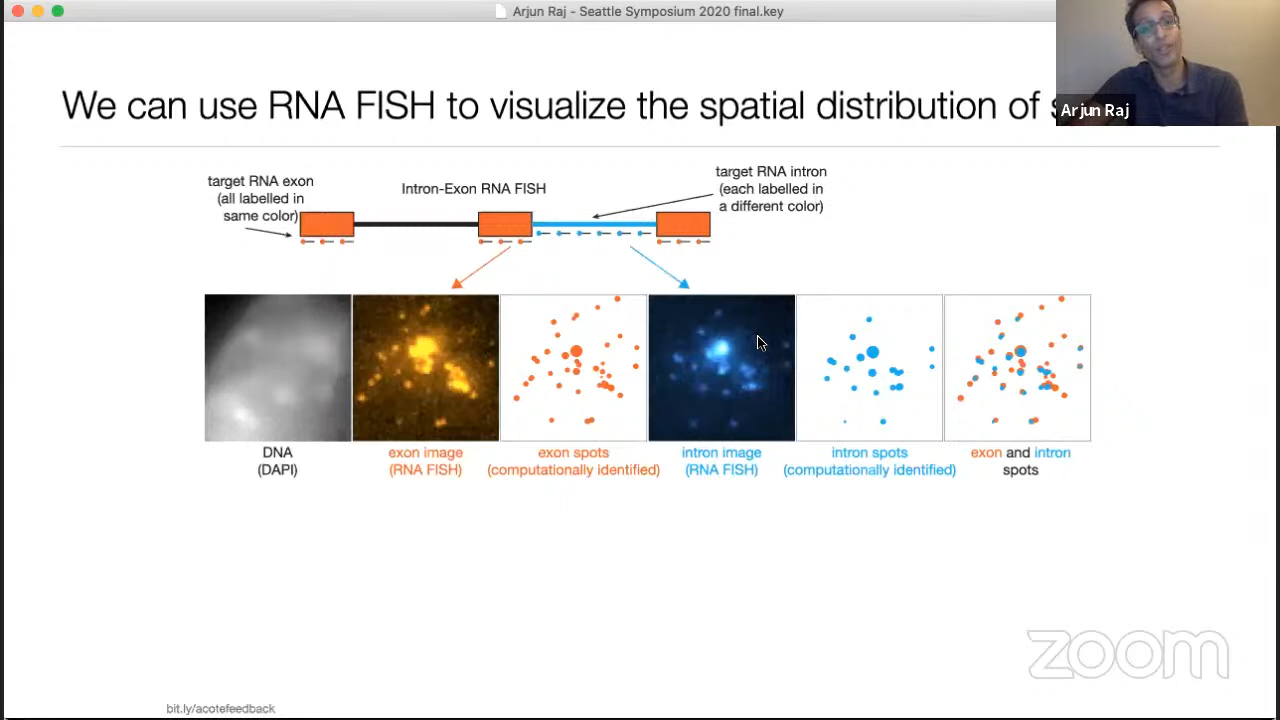 Arjun Raj - Seattle Symposium 2020 final.key
We can use RNA FISH to visualize the spatial distribution of
Arjun Raj
target RNA exon
(all labelled in
same color)
Intron-Exon RNA FISH
target RNA intron
(each labelled in
a different color)
DNA
(DAPI)
exon image
(RNA FISH)
exon spots
(computationally identified)
intron image
(RNA FISH)
intron spots
(computationally identified)
exon and intron
spots
zoom
bit.ly/acotefeedback